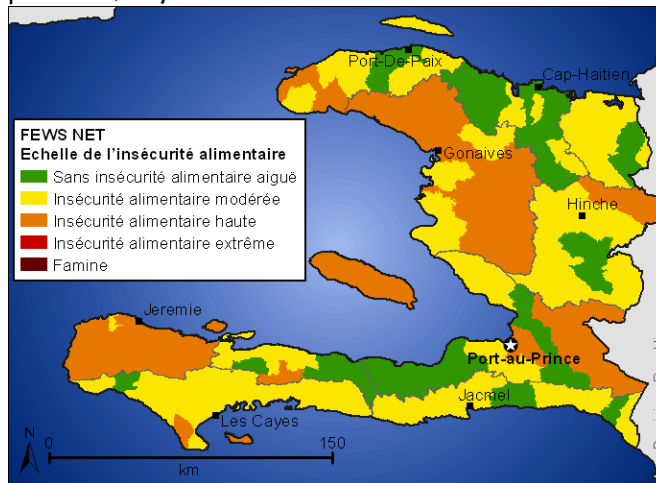 Port-De-Paix
Cap-Haitien
FEWS NET
Echelle de l'insécurité alimentaire
Sans insécurité alimentaire aiguë
Insécurité alimentaire modérée
Insécurité alimentaire haute
Insécurité alimentaire extrême
Famine
Gonaives
Hinche
Jeremie
Port-au-Prince
Jacmel
Les Cayes
N
0
150
km